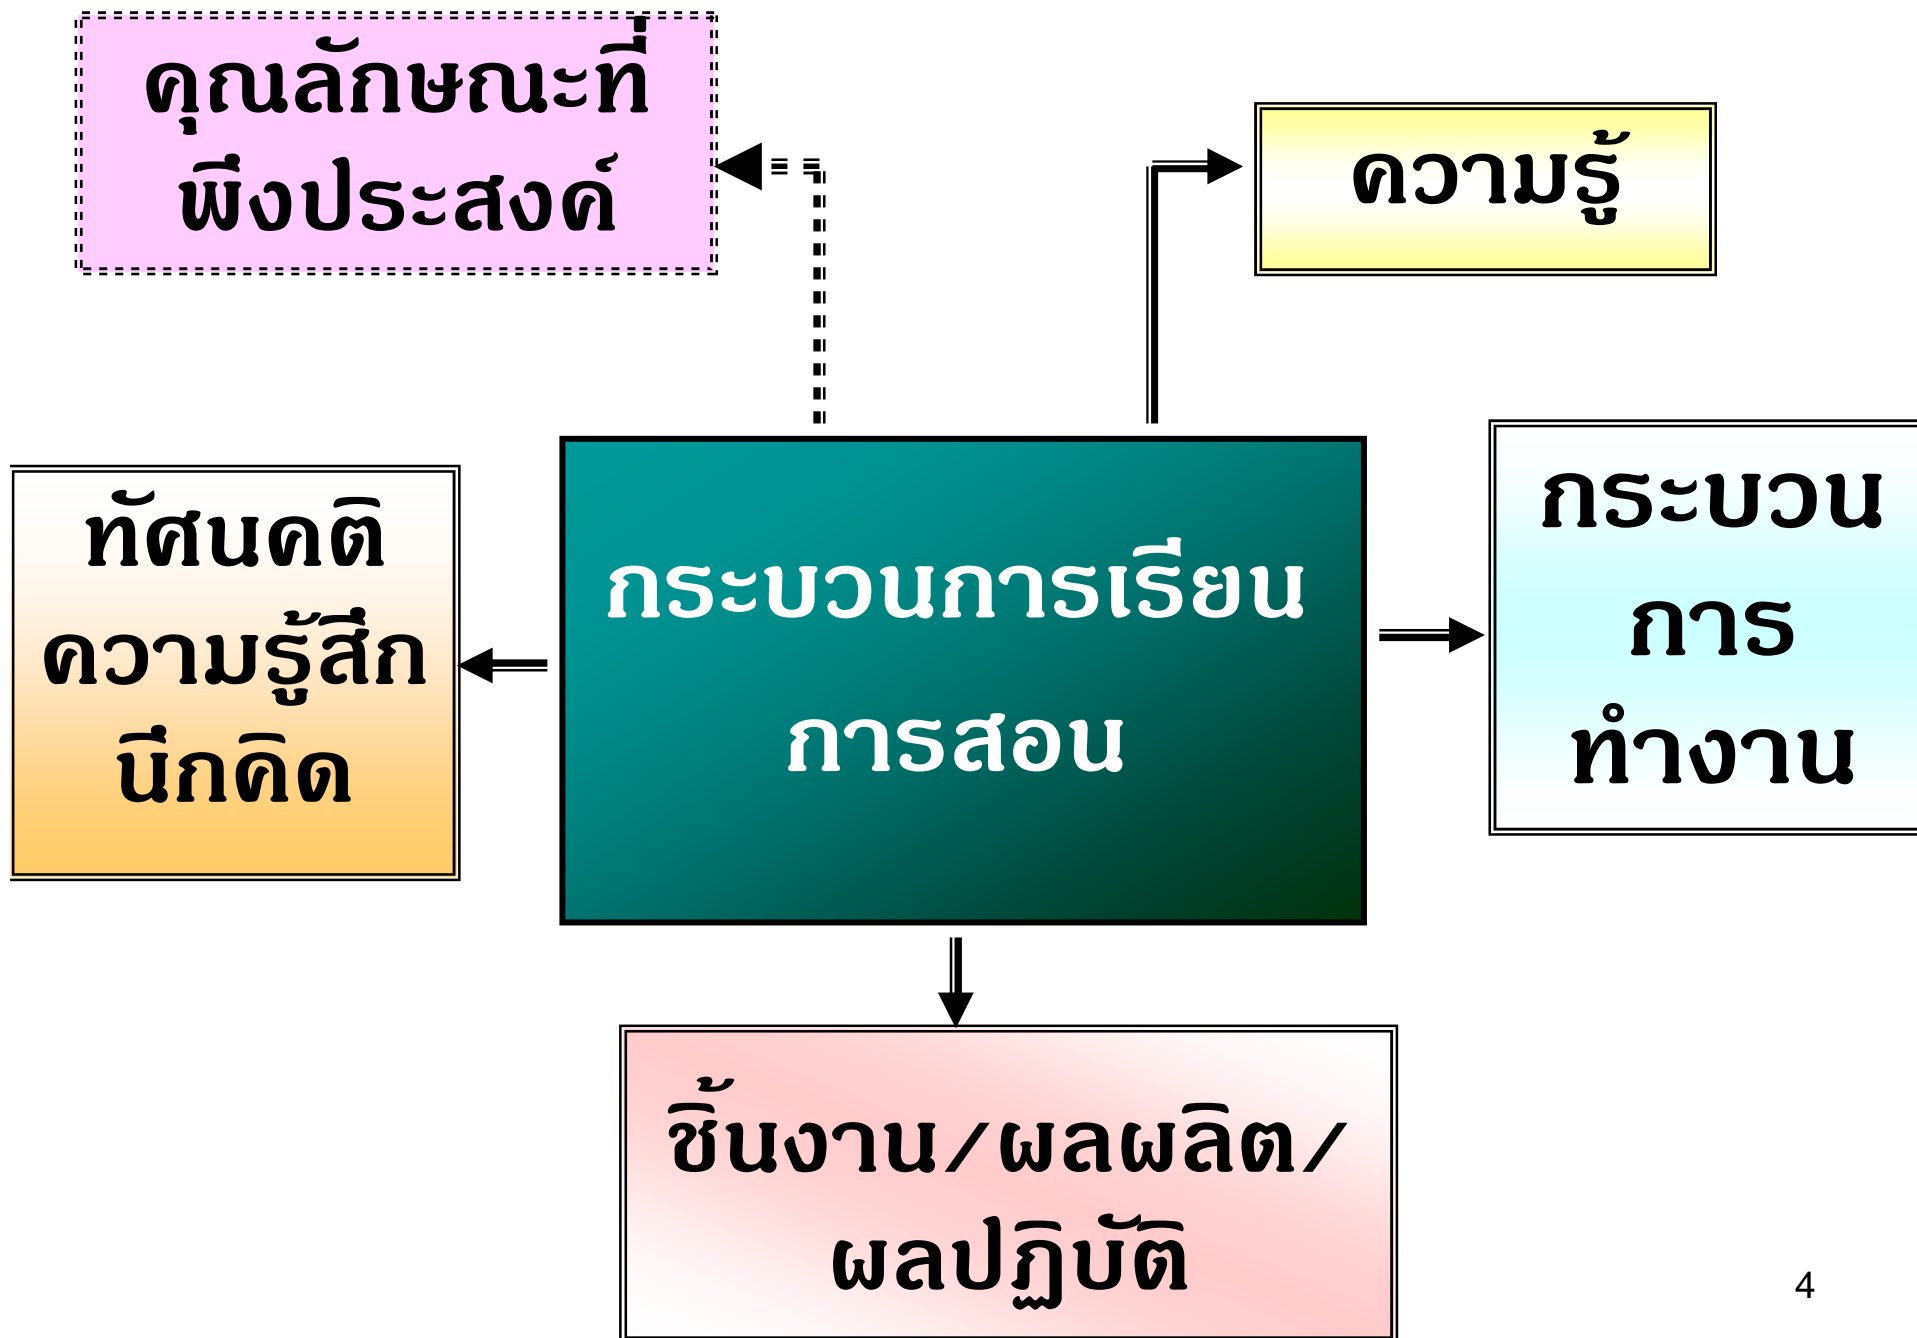 คุณลักษณะที่
พึงประสงค์
ความรู้
ทัศนคติ
ความรู้สึก
นึกคิด
กระบวนการเรียน
การสอน
กระบวน
การ
ทำงาน
ชิ้นงาน/ผลผลิต/
ผลปฏิบัติ
4